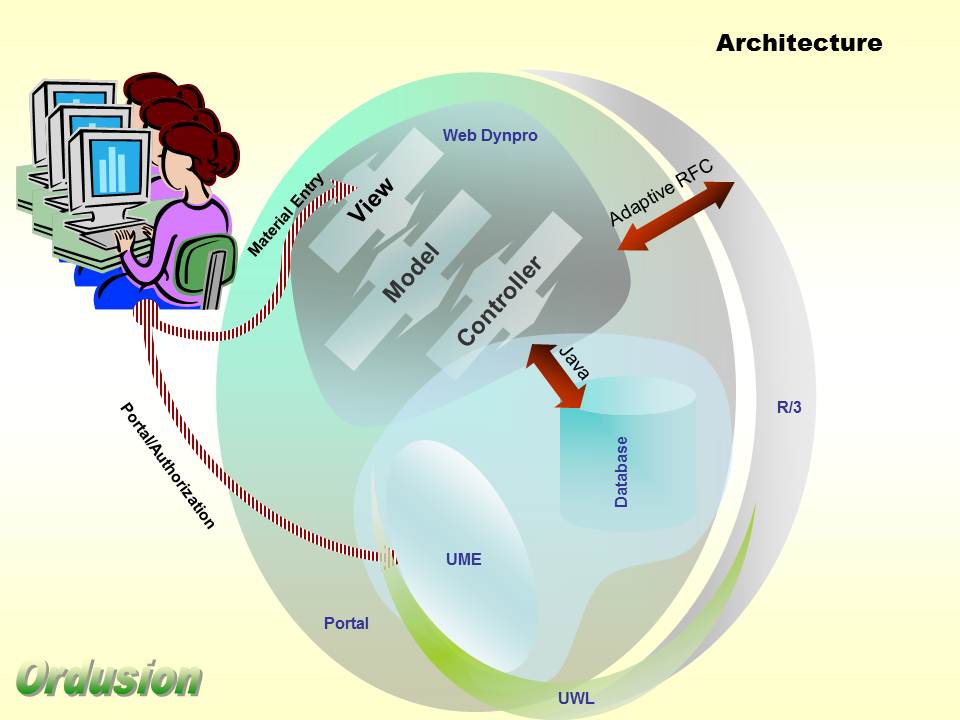 Architecture
Web Dynpro
Material Entry
View
Model
Controller
Adaptive RFC
Java
Portal/Authorization
Database
R/3
UME
Portal
UWL
Ordusion